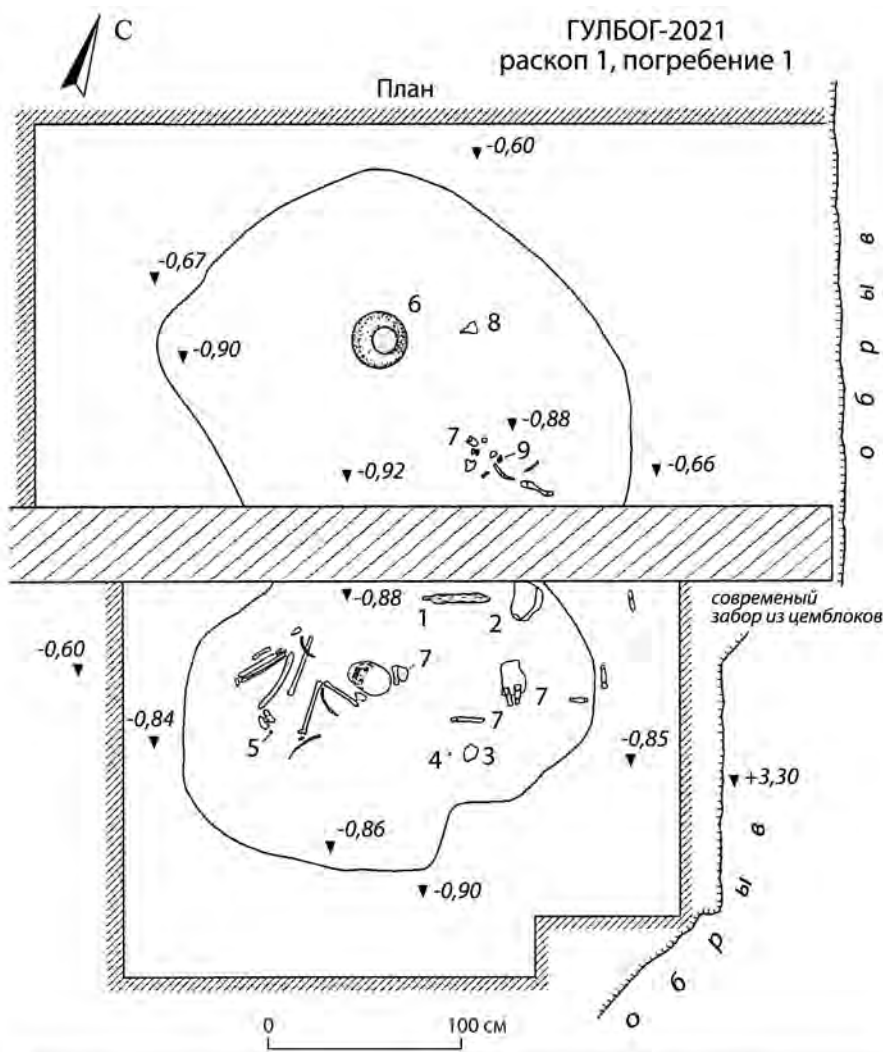 С
ГУЛБОГ-2021
раскоп 1, погребение 1
План
-0,60
-0,67
6
8
-0,90
-0,88
7
9
-0,92
-0,66
обрыв
-0,88
1
2
современый
забор из цемблоков
-0,60
7
7
-0,84
5
7
4
3
-0,85
+3,30
-0,86
-0,90
обрыв
0
100 см